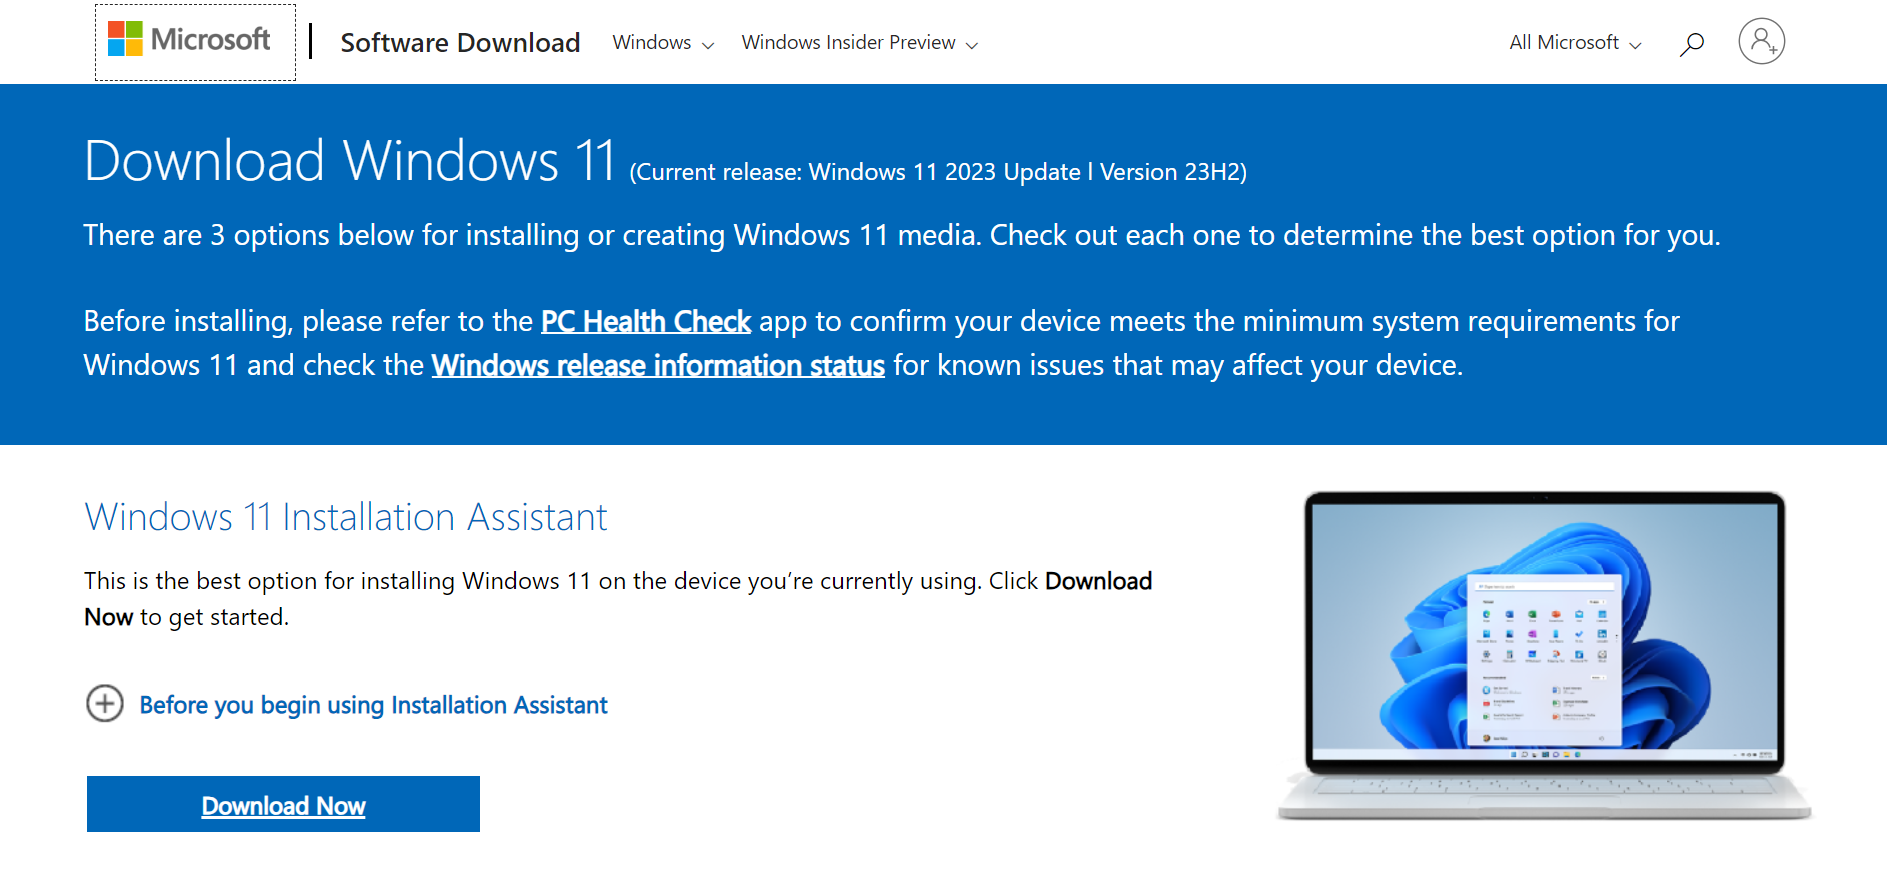 Microsoft
Software Download
Windows
Windows Insider Preview
All Microsoft
Download Windows 11 (Current release: Windows 11 2023 Update l Version 23H2)
There are 3 options below for installing or creating Windows 11 media. Check out each one to determine the best option for you.
Before installing, please refer to the PC Health Check app to confirm your device meets the minimum system requirements for
Windows 11 and check the Windows release information status for known issues that may affect your device.
Windows 11 Installation Assistant
This is the best option for installing Windows 11 on the device you’re currently using. Click Download
Now to get started.
Before you begin using Installation Assistant
Download Now